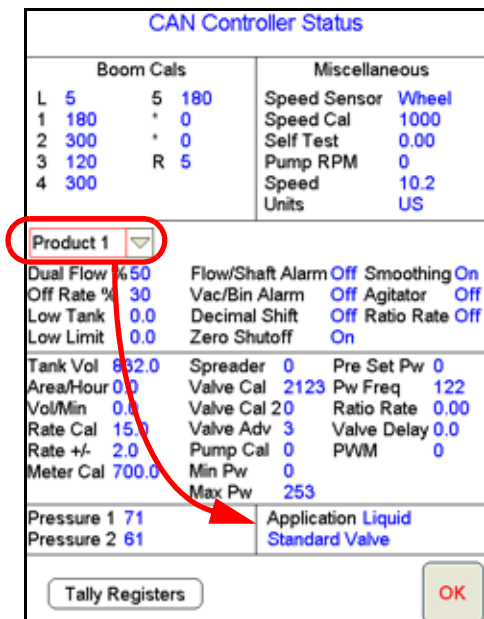 CAN Controller Status
Boom Cals
L 5 5 180
1 180 * 0
2 300 * 0
3 120 R 5
4 300
Miscellaneous
Speed Sensor Wheel
Speed Cal 1000
Self Test 0.00
Pump RPM 0
Speed 10.2
Units US
Product 1
Dual Flow % 50 Flow/Shaft Alarm Off Smoothing On
Off Rate % 30 Vac/Bin Alarm Off Agitator Off
Low Tank 0.0 Decimal Shift Off Ratio Rate Off
Low Limit 0.0 Zero Shutoff On
Tank Vol 832.0 Spreader 0 Pre Set Pw 0
Area/Hour 0.0 Valve Cal 2123 Pw Freq 122
Vol/Min 0.0 Valve Cal 2 0 Ratio Rate 0.00
Rate Cal 15.0 Valve Adv 3 Valve Delay 0.0
Rate +/- 2.0 Pump Cal 0 PWM 0
Meter Cal 700.0 Min Pw 0
Max Pw 253
Pressure 1 71 Application Liquid
Pressure 2 61 Standard Valve
Tally Registers
OK